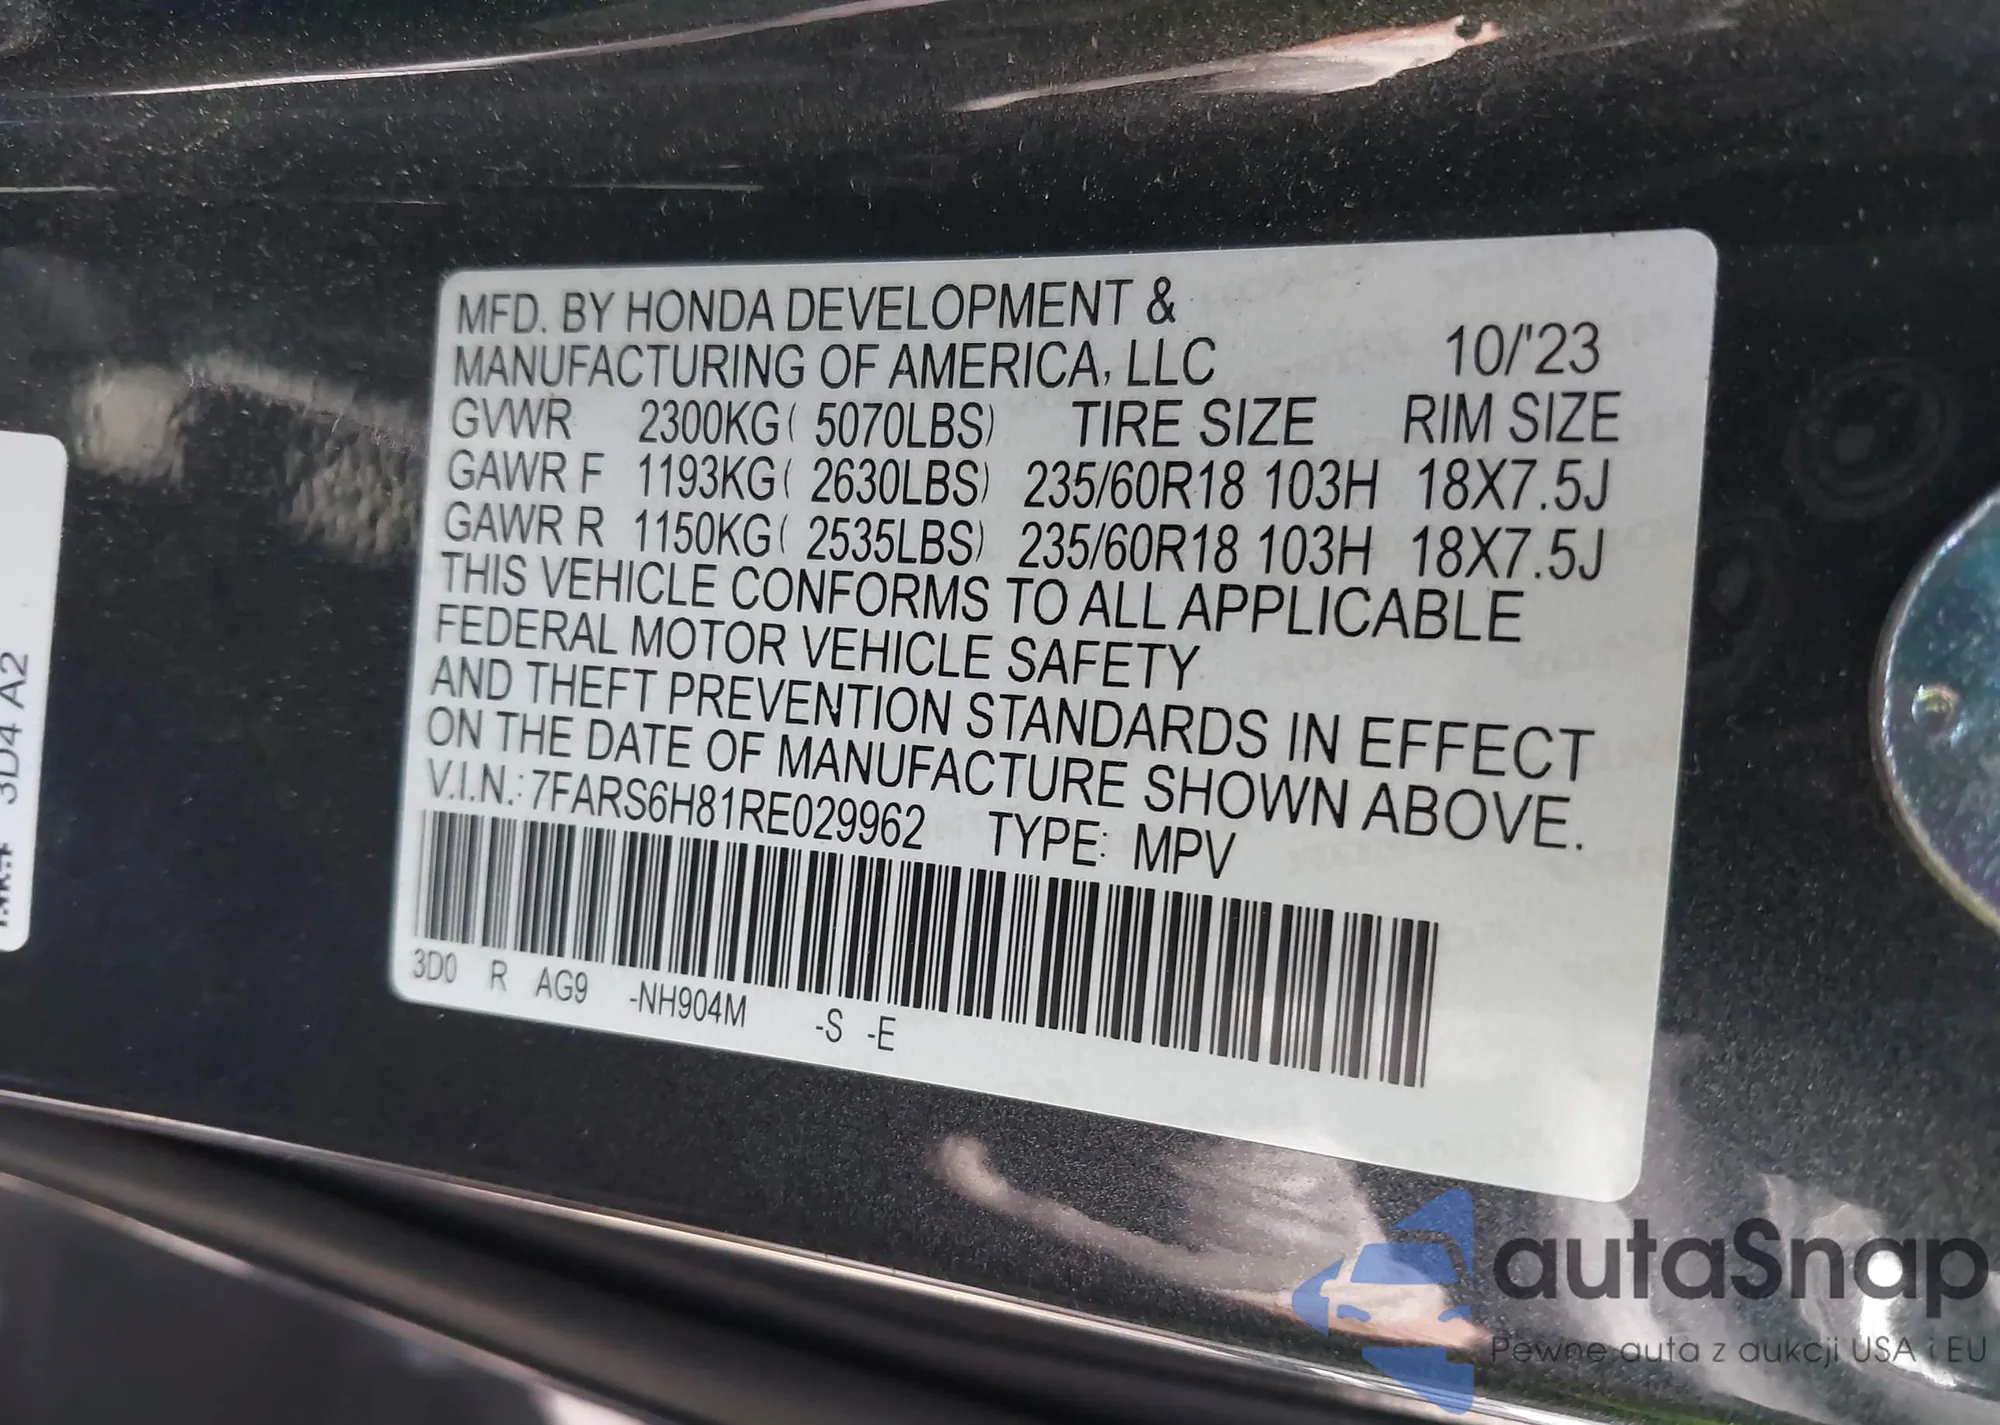 MFD. BY HONDA DEVELOPMENT &
MANUFACTURING OF AMERICA, LLC 10/'23
GVWR 2300KG( 5070LBS) TIRE SIZE RIM SIZE
GAWR F 1193KG( 2630LBS) 235/60R18 103H 18X7.5J
GAWR R 1150KG( 2535LBS) 235/60R18 103H 18X7.5J
THIS VEHICLE CONFORMS TO ALL APPLICABLE
FEDERAL MOTOR VEHICLE SAFETY
AND THEFT PREVENTION STANDARDS IN EFFECT
ON THE DATE OF MANUFACTURE SHOWN ABOVE.
V.I.N.: 7FARS6H81RE029962 TYPE: MPV
3D0 R AG9 -NH904M -S -E
3D4 A2
autaSnap
Pewne auta z aukcji USA i EU